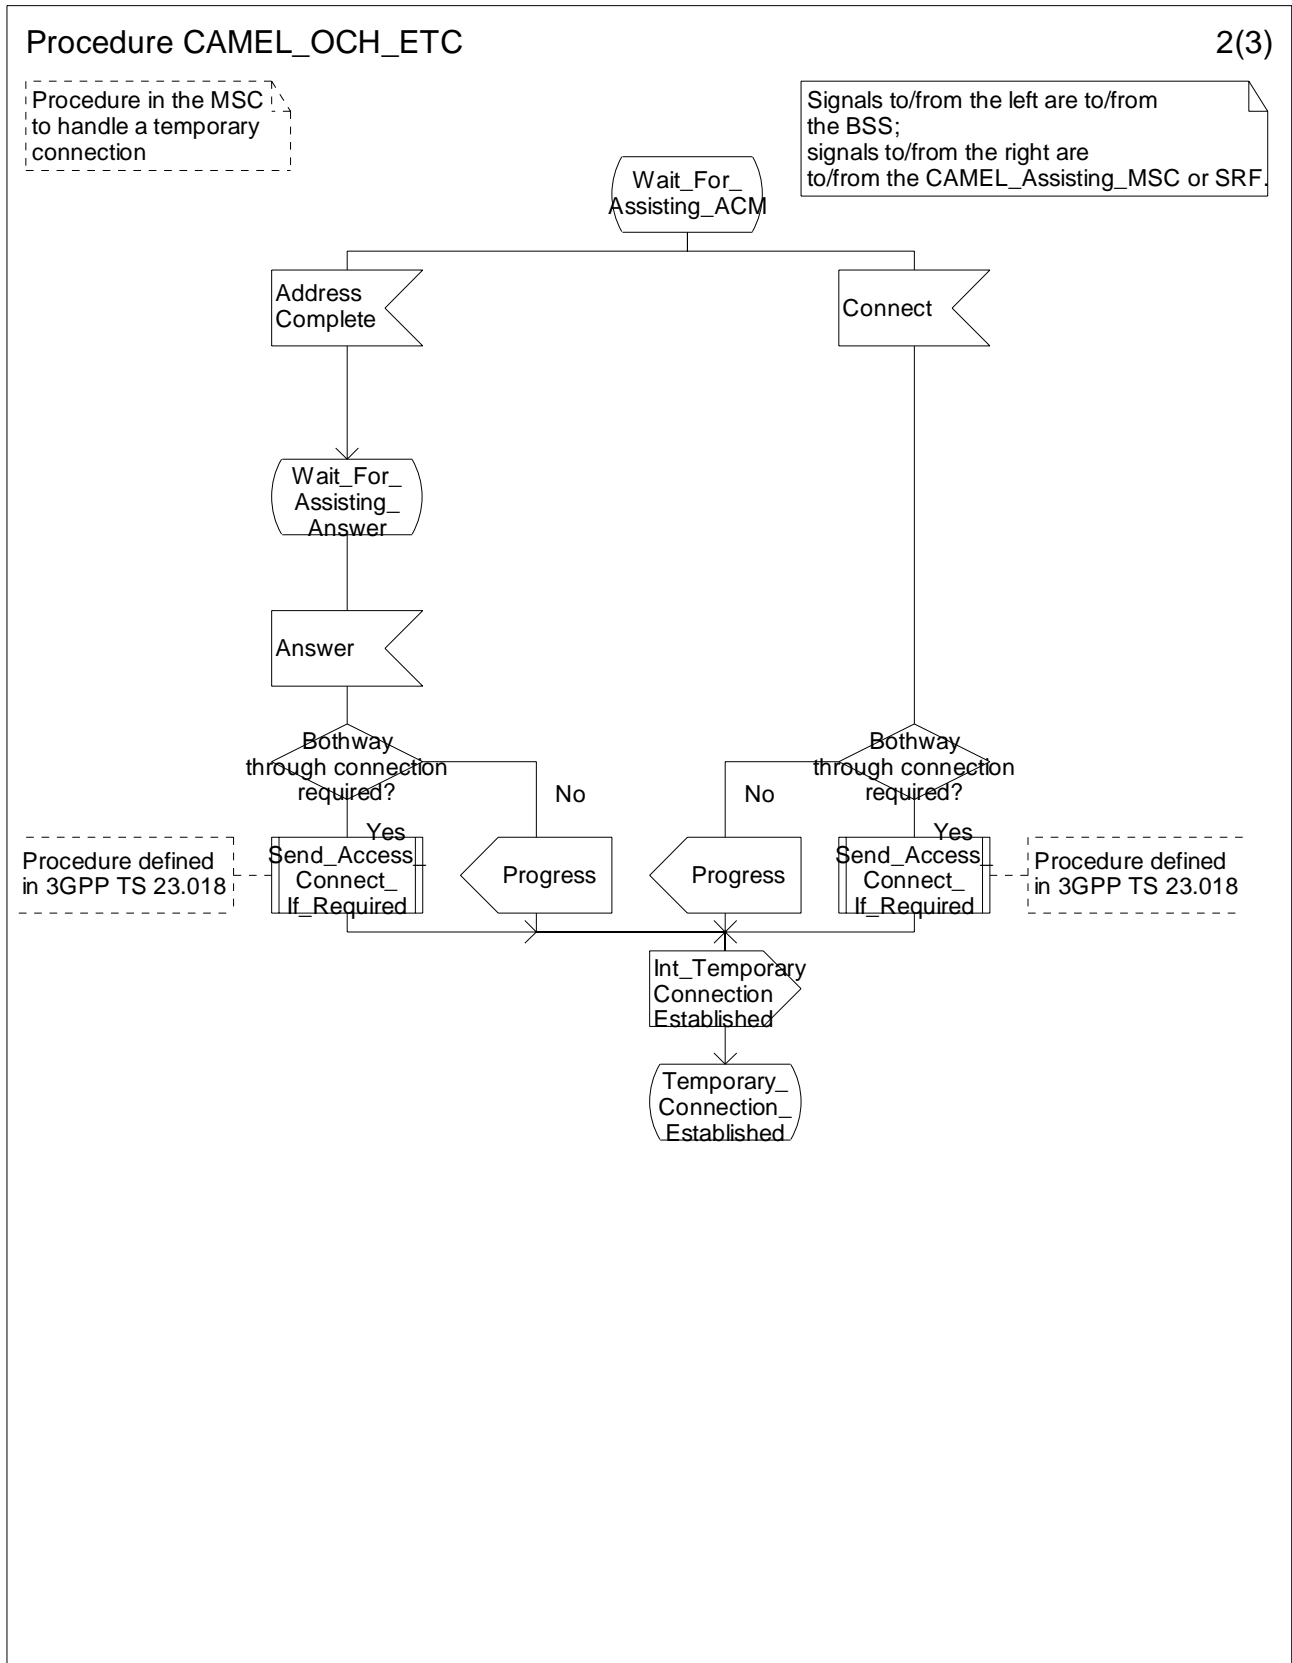 Procedure CAMEL_OCH_ETC
2(3)
Procedure in the MSC
to handle a temporary
connection
Signals to/from the left are to/from
the BSS;
signals to/from the right are
to/from the CAMEL_Assisting_MSC or SRF.
Wait_For_
Assisting_ACM
Address
Complete
Connect
Wait_For_
Assisting_
Answer
Answer
Bothway
through connection
required?
No
Yes
Bothway
through connection
required?
No
Yes
Procedure defined
in 3GPP TS 23.018
Send_Access_
Connect_
If_Required
Progress
Progress
Send_Access_
Connect_
If_Required
Procedure defined
in 3GPP TS 23.018
Int_Temporary
Connection
Established
Temporary_
Connection_
Established